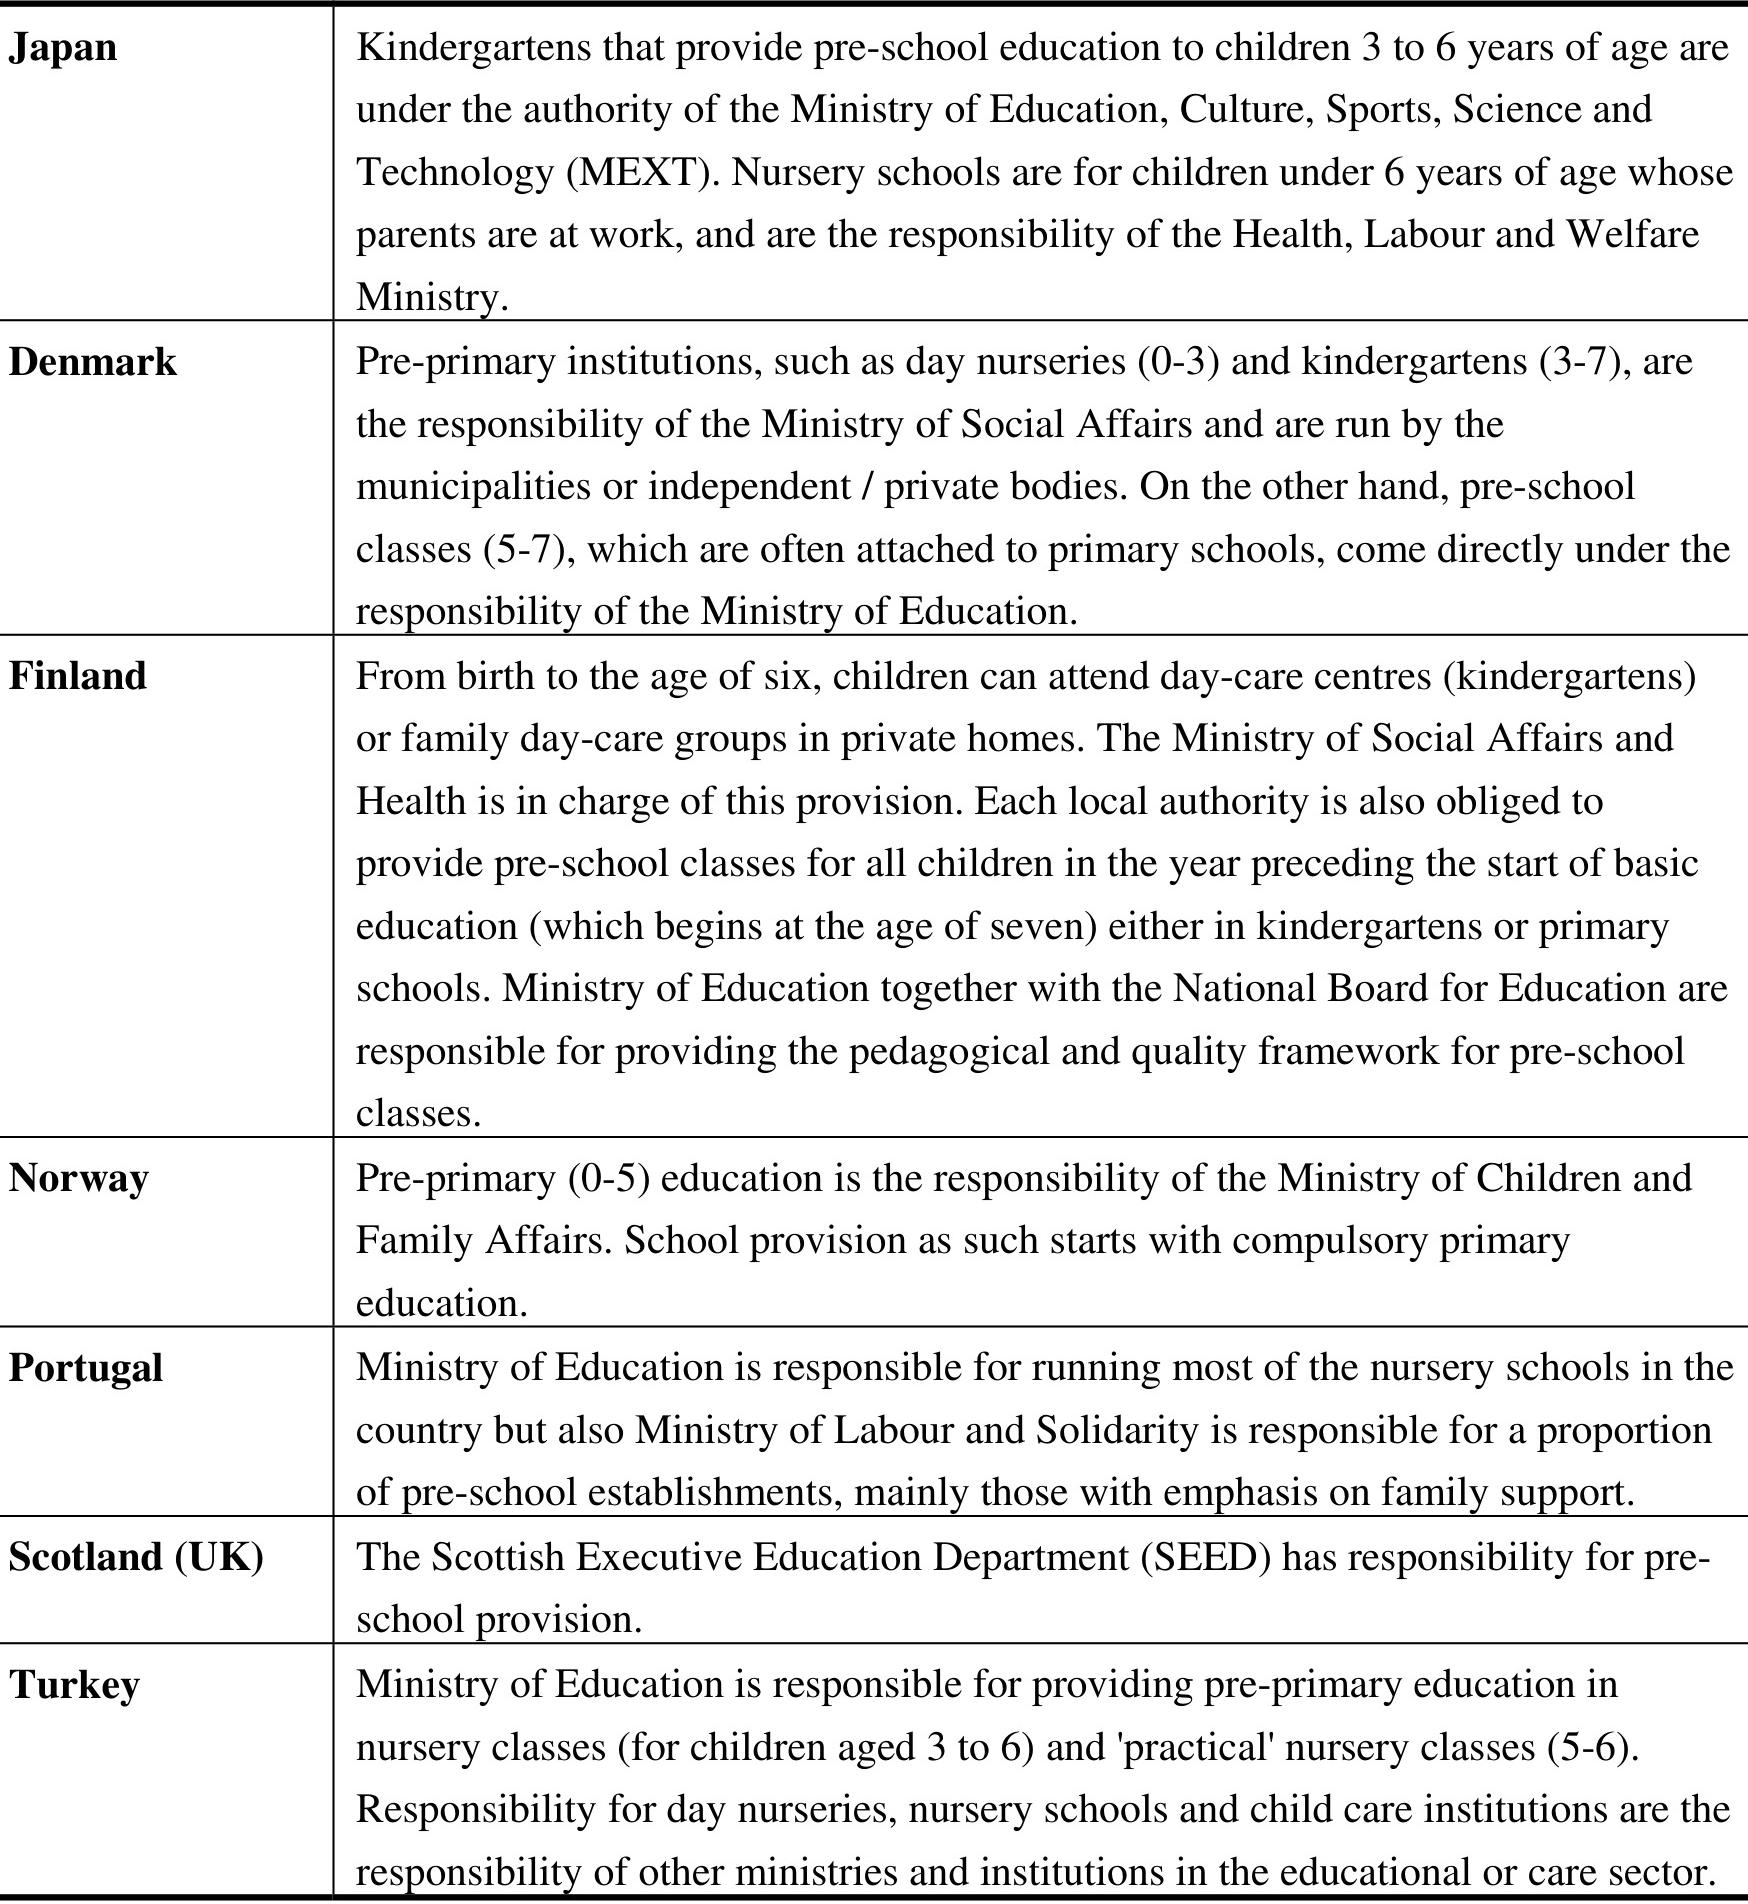 Japan
Kindergartens that provide pre-school education to children 3 to 6 years of age are
under the authority of the Ministry of Education, Culture, Sports, Science and
Technology (MEXT). Nursery schools are for children under 6 years of age whose
parents are at work, and are the responsibility of the Health, Labour and Welfare
Ministry.
Denmark
Pre-primary institutions, such as day nurseries (0-3) and kindergartens (3-7), are
the responsibility of the Ministry of Social Affairs and are run by the
municipalities or independent / private bodies. On the other hand, pre-school
classes (5-7), which are often attached to primary schools, come directly under the
responsibility of the Ministry of Education.
Finland
From birth to the age of six, children can attend day-care centres (kindergartens)
or family day-care groups in private homes. The Ministry of Social Affairs and
Health is in charge of this provision. Each local authority is also obliged to
provide pre-school classes for all children in the year preceding the start of basic
education (which begins at the age of seven) either in kindergartens or primary
schools. Ministry of Education together with the National Board for Education are
responsible for providing the pedagogical and quality framework for pre-school
classes.
Norway
Pre-primary (0-5) education is the responsibility of the Ministry of Children and
Family Affairs. School provision as such starts with compulsory primary
education.
Portugal
Ministry of Education is responsible for running most of the nursery schools in the
country but also Ministry of Labour and Solidarity is responsible for a proportion
of pre-school establishments, mainly those with emphasis on family support.
Scotland (UK)
The Scottish Executive Education Department (SEED) has responsibility for pre-
school provision.
Turkey
Ministry of Education is responsible for providing pre-primary education in
nursery classes (for children aged 3 to 6) and 'practical' nursery classes (5-6).
Responsibility for day nurseries, nursery schools and child care institutions are the
responsibility of other ministries and institutions in the educational or care sector.